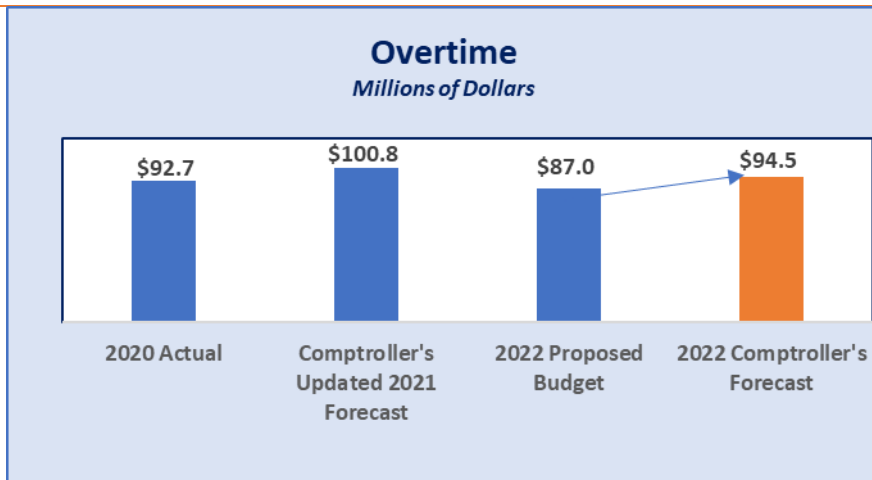 Overtime
Millions of Dollars
$92.7
$100.8
$87.0
$94.5
2020 Actual
Comptroller's
Updated 2021
Forecast
2022 Proposed
Budget
2022 Comptroller's
Forecast